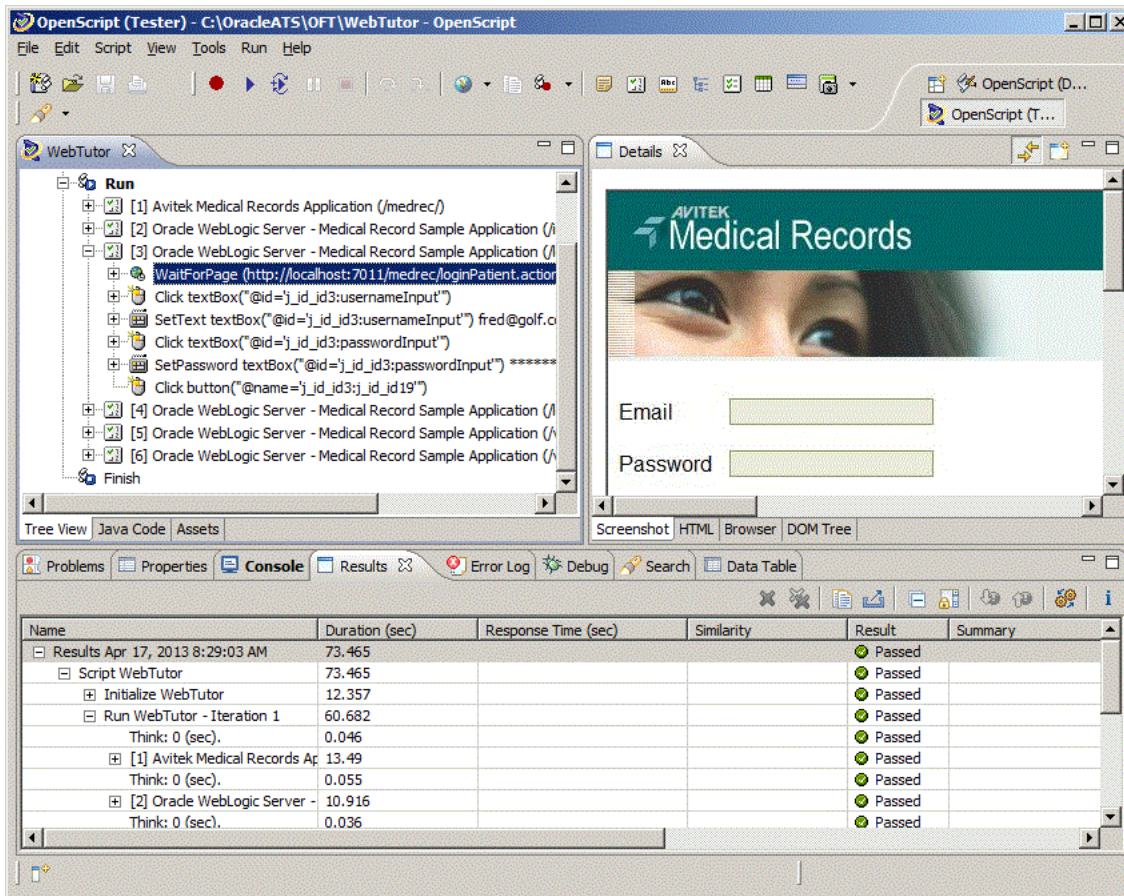 OpenScript (Tester) - C:\OracleATS\OFT\WebTutor - OpenScript
File Edit Script View Tools Run Help
OpenScript (D...
OpenScript (T...
WebTutor
Run
[1] Avitek Medical Records Application (/medrec/)
[2] Oracle WebLogic Server - Medical Record Sample Application (/i
[3] Oracle WebLogic Server - Medical Record Sample Application (/l
WaitForPage (http://localhost:7011/medrec/loginPatient.action
Click textBox("@id='j_id_id3:usernameInput'")
SetText textBox("@id='j_id_id3:usernameInput'") fred@golf.c
Click textBox("@id='j_id_id3:passwordInput'")
SetPassword textBox("@id='j_id_id3:passwordInput'") *******
Click button("@name='j_id_id3:j_id_id19'")
[4] Oracle WebLogic Server - Medical Record Sample Application (/l
[5] Oracle WebLogic Server - Medical Record Sample Application (/v
[6] Oracle WebLogic Server - Medical Record Sample Application (/v
Finish
Tree View Java Code Assets
Details
AVITEK
Medical Records
Email
Password
Screenshot HTML Browser DOM Tree
Problems Properties Console Results Error Log Debug Search Data Table
Name Duration (sec) Response Time (sec) Similarity Result Summary
Results Apr 17, 2013 8:29:03 AM 73.465 Passed
Script WebTutor 73.465 Passed
Initialize WebTutor 12.357 Passed
Run WebTutor - Iteration 1 60.682 Passed
Think: 0 (sec). 0.046 Passed
[1] Avitek Medical Records Ap 13.49 Passed
Think: 0 (sec). 0.055 Passed
[2] Oracle WebLogic Server - 10.916 Passed
Think: 0 (sec). 0.036 Passed